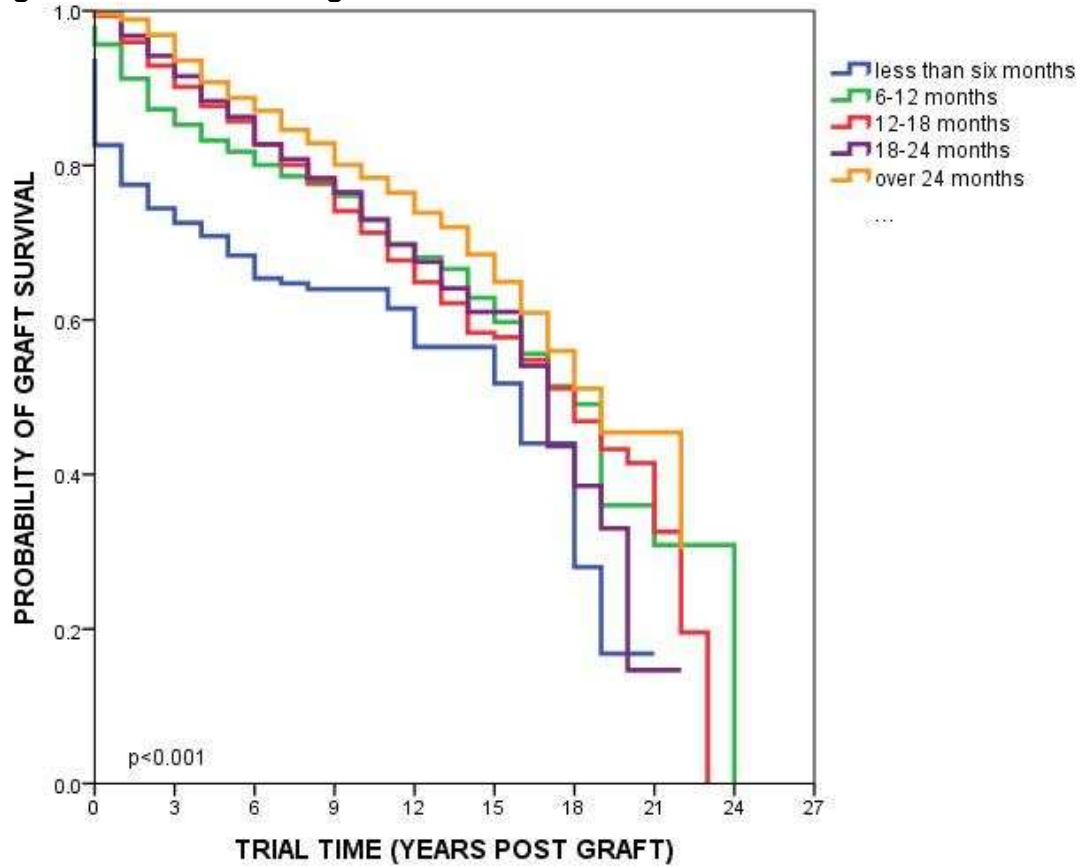 1.0
0.8
0.6
0.4
0.2
0.0
PROBABILITY OF GRAFT SURVIVAL
p<0.001
0 3 6 9 12 15 18 21 24 27
TRIAL TIME (YEARS POST GRAFT)
less than six months
6-12 months
12-18 months
18-24 months
over 24 months
...